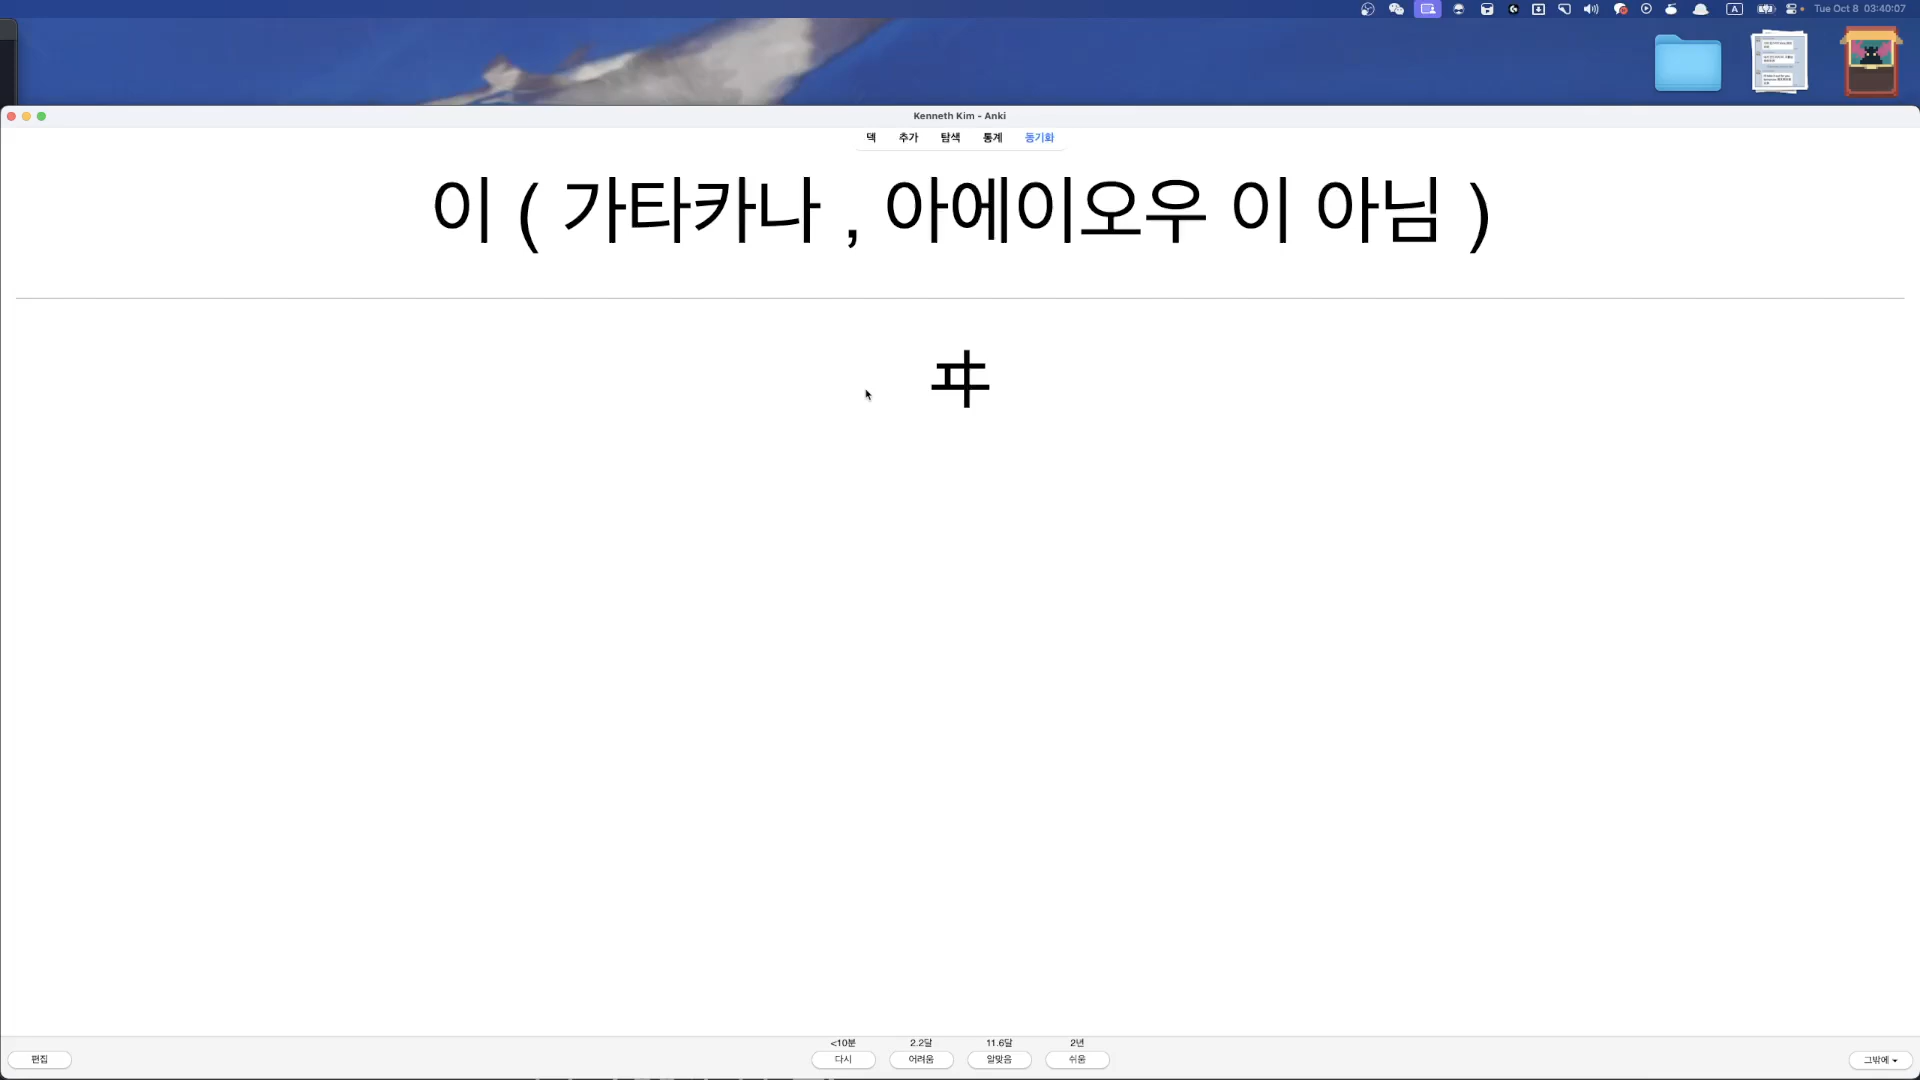 Tue Oct 8 03:40:07
Kenneth Kim - Anki
덱 추가 탐색 통계 동기화
이 ( 가타카나 , 아에이오우 이 아님 )
ヰ
<10분 2.2달 11.6달 2년
편집 다시 어려움 알맞음 쉬움 그밖에